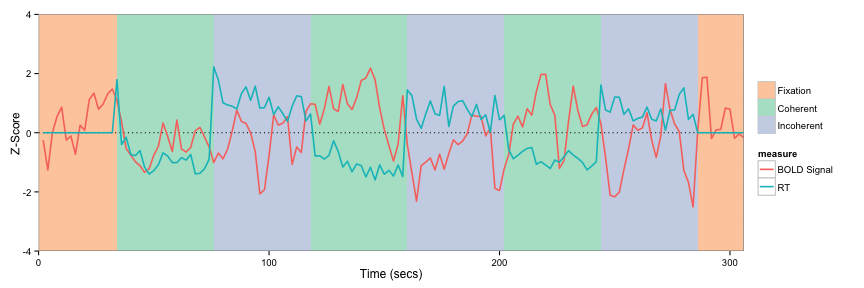 4
2
0
-2
-4
Z-Score
0
100
200
300
Time (secs)
Fixation
Coherent
Incoherent
measure
BOLD Signal
RT